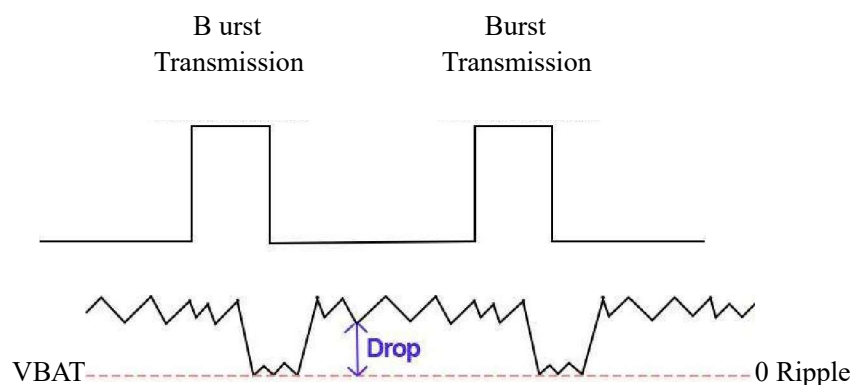 B urst
Transmission
Burst
Transmission
Drop
VBAT
0 Ripple